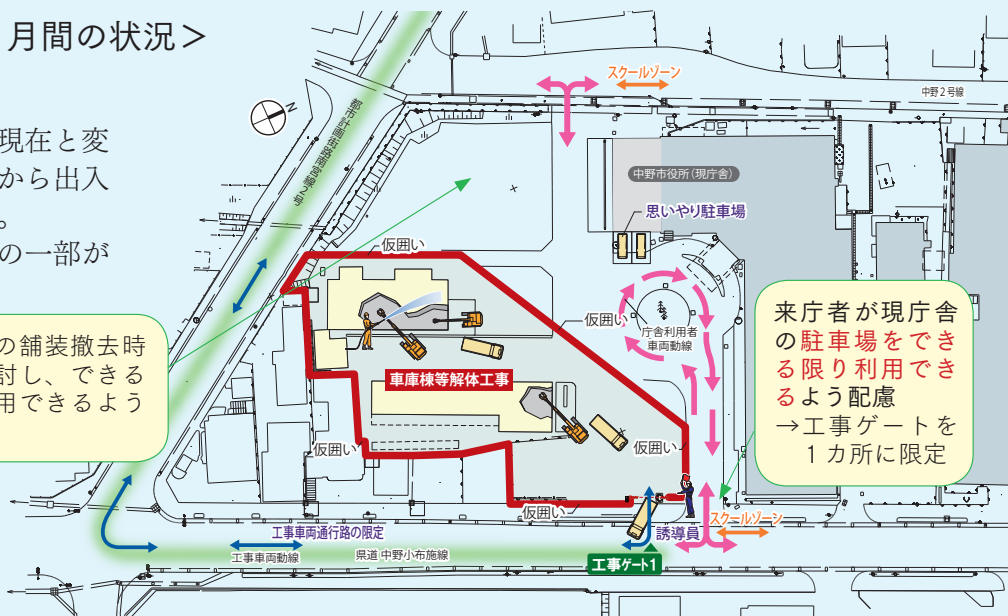 月間の状況＞
現在と変
から出入
。
の一部が
の舗装撤去時
討し、できる
用できるよう
都市計画街路南宮線2号
N
スクールゾーン
中野2号線
中野市役所(現庁舎)
思いやり駐車場
仮囲い
仮囲い
庁舎利用者
車両動線
車庫棟等解体工事
仮囲い
仮囲い
仮囲い
来庁者が現庁舎
の駐車場をでき
る限り利用でき
るよう配慮
→工事ゲートを
1カ所に限定
工事車両通行路の限定
工事車両動線
県道 中野小布施線
誘導員
スクールゾーン
工事ゲート1